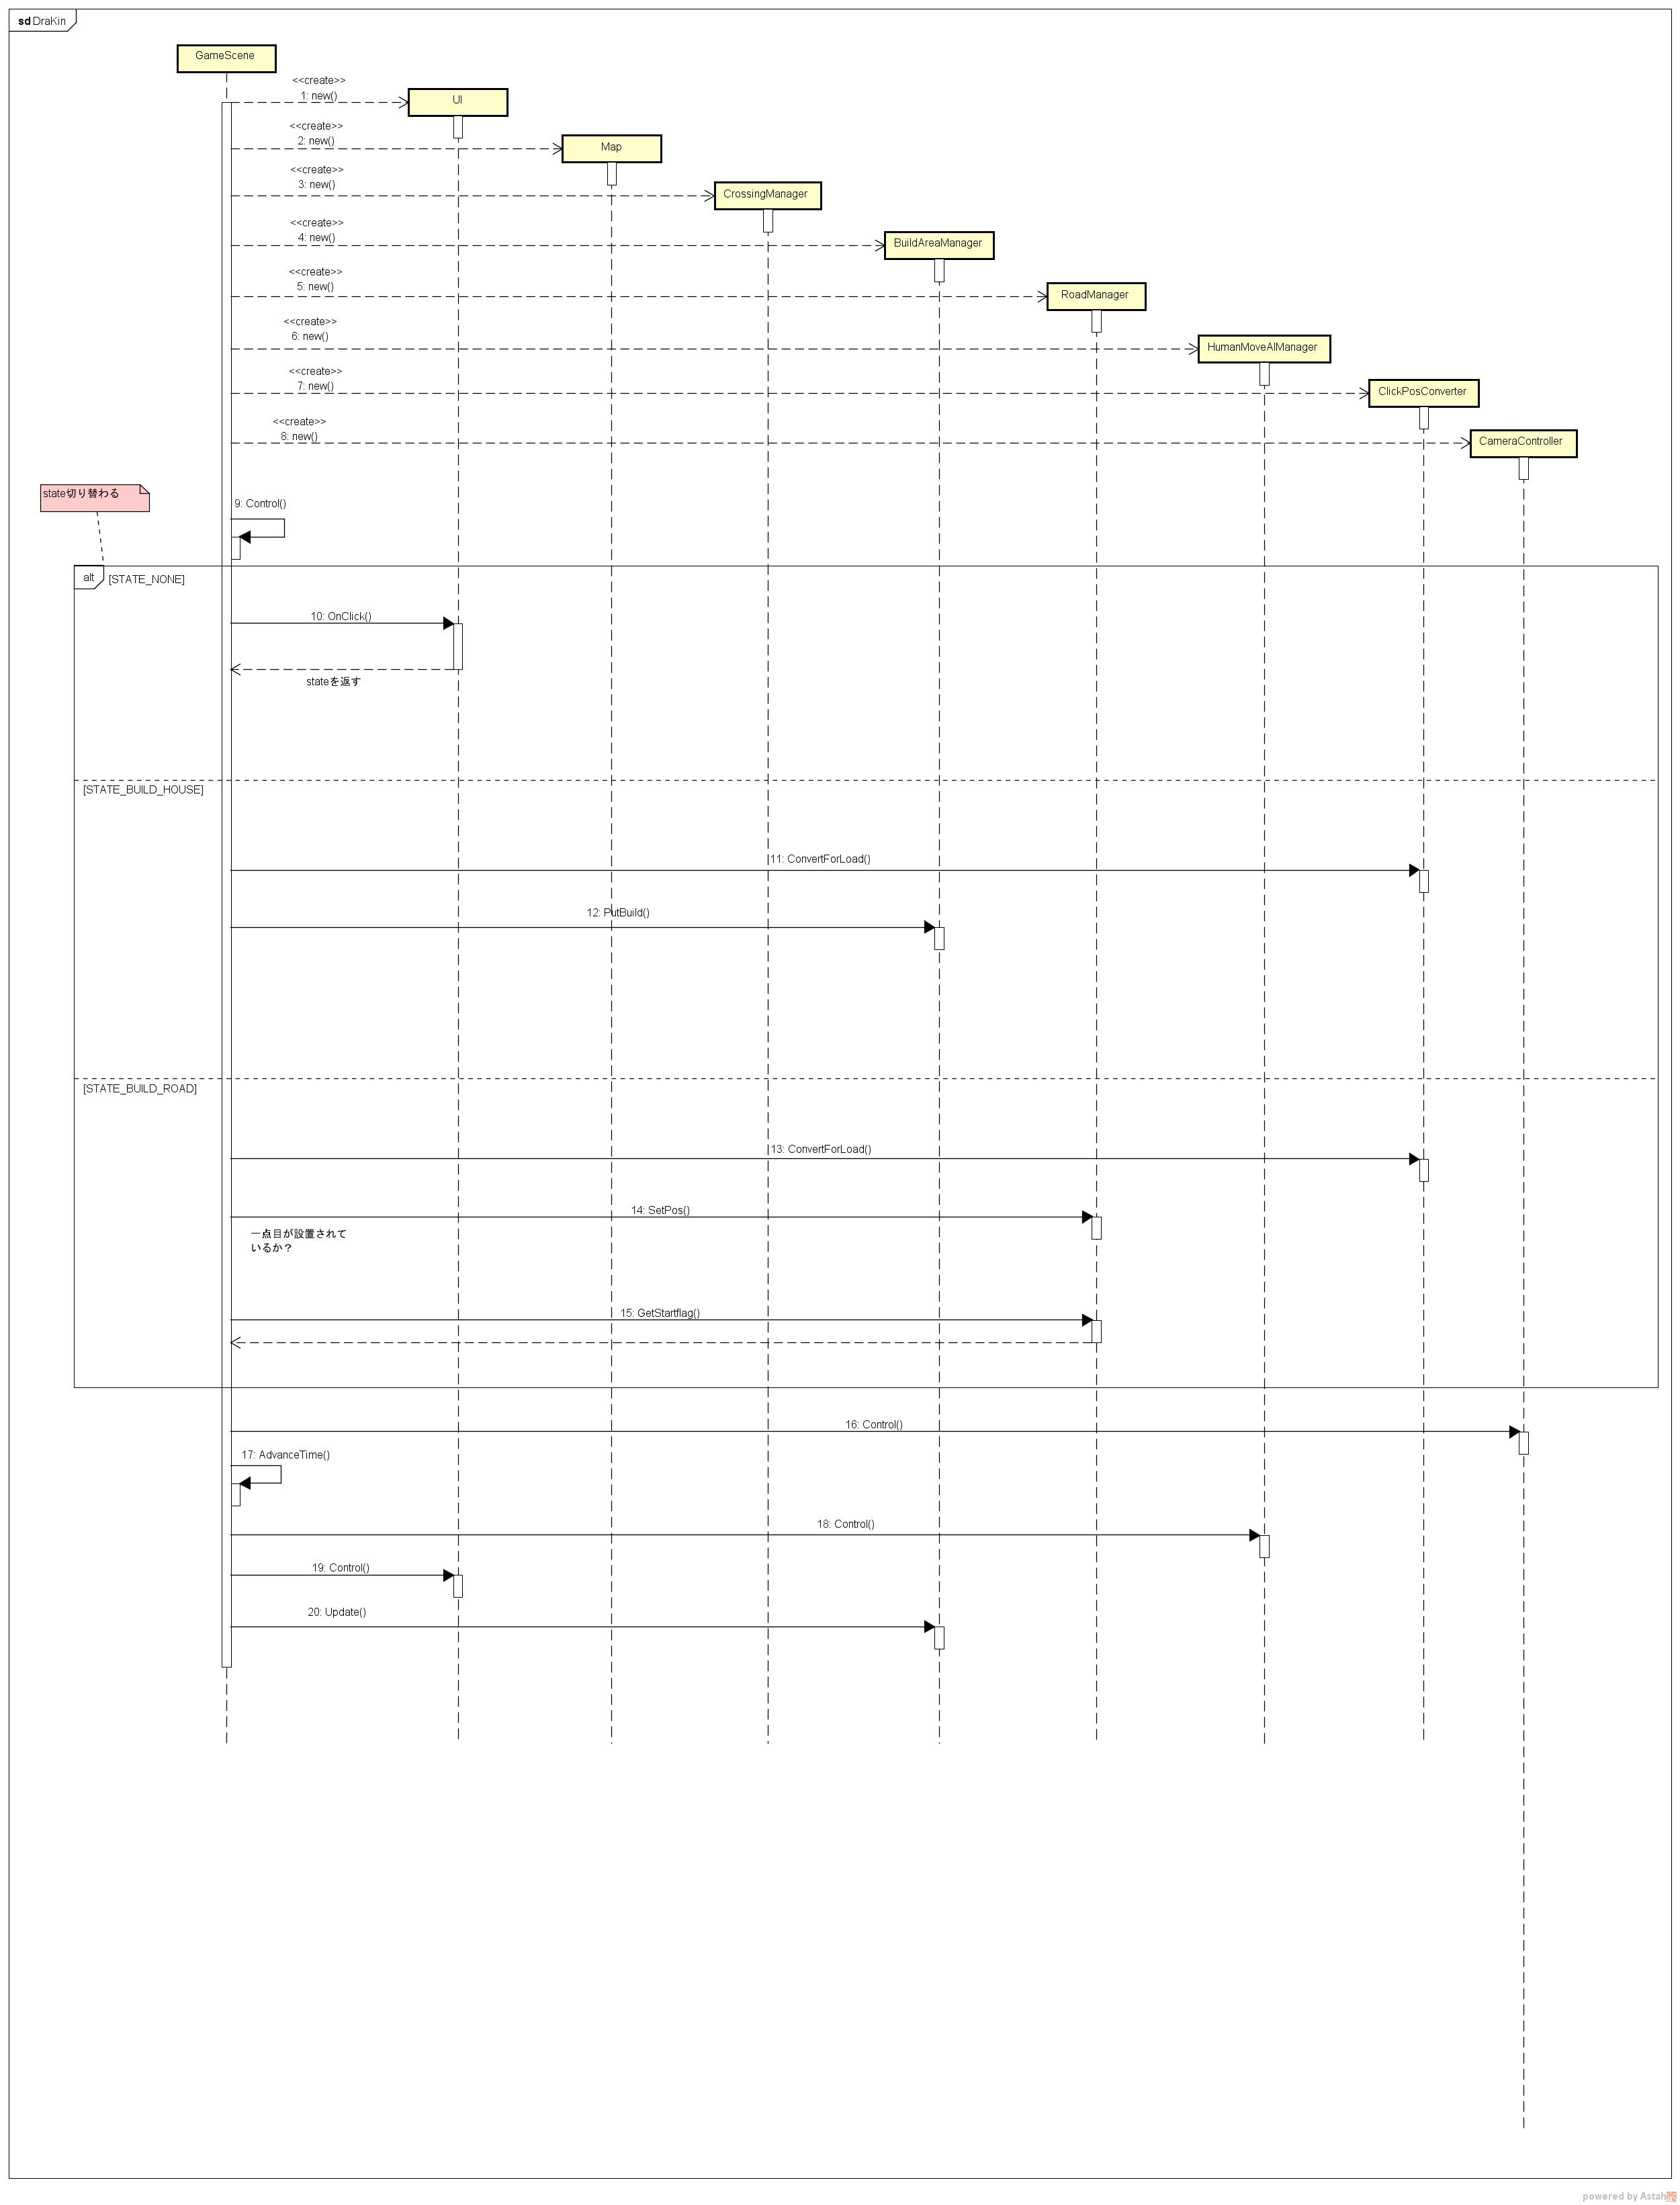 sd DraKin
GameScene
<<create>>
1: new()
UI
<<create>>
2: new()
Map
<<create>>
3: new()
CrossingManager
<<create>>
4: new()
BuildAreaManager
<<create>>
5: new()
RoadManager
<<create>>
6: new()
HumanMoveAIManager
<<create>>
7: new()
ClickPosConverter
<<create>>
8: new()
CameraController
state切り替わる
9: Control()
alt [STATE_NONE]
10: OnClick()
stateを返す
[STATE_BUILD_HOUSE]
11: ConvertForLoad()
12: PutBuild()
[STATE_BUILD_ROAD]
13: ConvertForLoad()
14: SetPos()
一点目が設置されて
いるか？
15: GetStartflag()
16: Control()
17: AdvanceTime()
18: Control()
19: Control()
20: Update()
powered by Astah